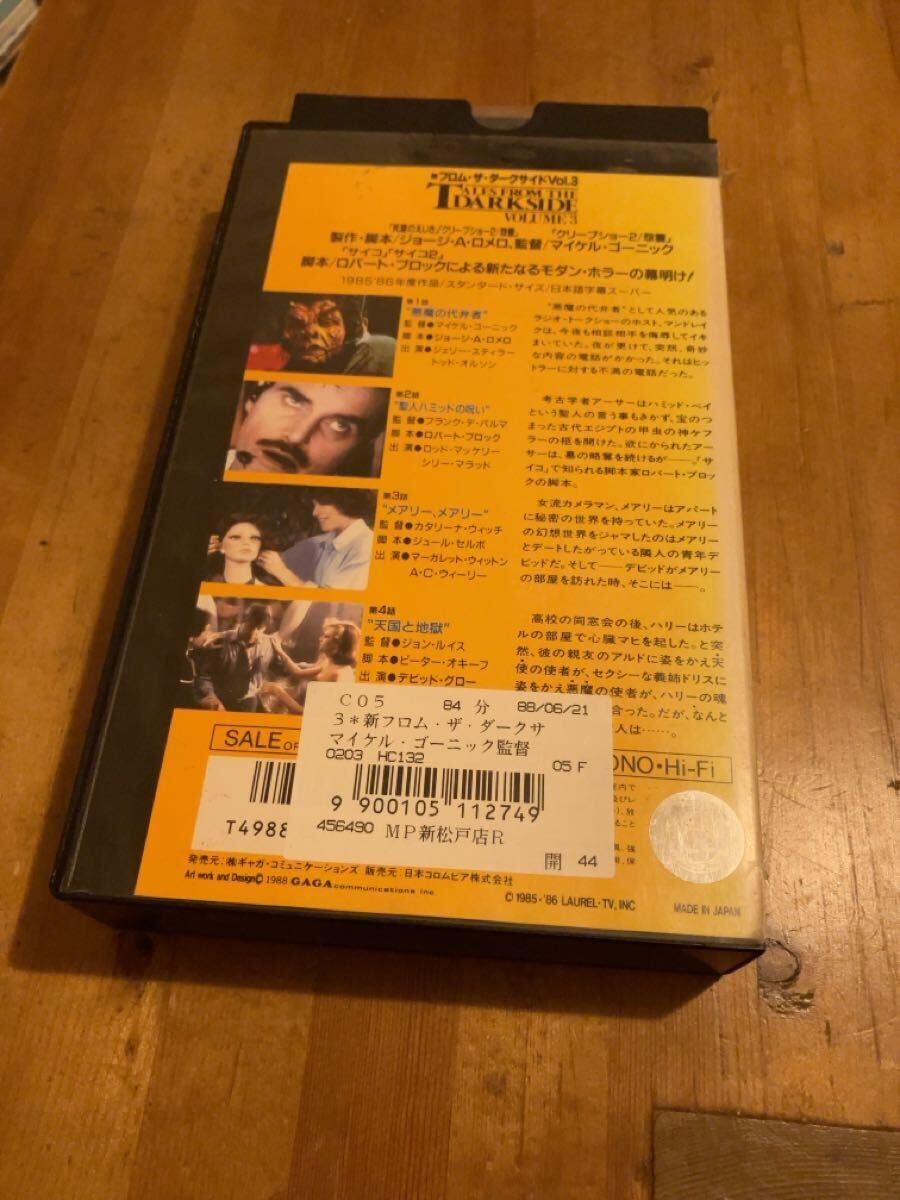 新フロム・ザ・ダークサイドVol.3
TALES FROM THE
DARKSIDE
VOLUME 3
「死霊のえじき」「クリープショー2/怨霊」 「クリープショー2/怨霊」
製作・脚本/ジョージ・A・ロメロ、監督/マイケル・ゴーニック
「サイコ」「サイコ2」
脚本/ロバート・ブロックによる新たなるモダン・ホラーの幕明け!
1985'86年度作品/スタンダード・サイズ/日本語字幕スーパー
第1話
"悪魔の代弁者"
監督●マイケル・ゴーニック
脚本●ジョージ・A・ロメロ
出演●ジェリー・スティラー
トッド・オルソン
"悪魔の代弁者"として人気のある
ラジオ・トークショーのホスト、マンドレイ
クは、今夜も相談相手を侮辱してイキ
まいていた。夜が更けて、突然、奇妙
な内容の電話がかかった。それはヒッ
トラーに対する不満の電話だった。
第2話
"聖人ハミッドの呪い"
監督●フランク・デ・パルマ
脚本●ロバート・ブロック
出演●ロッド・マッケリー
シリー・マラッド
考古学者アーサーはハミッド・ベイ
という聖人の言う事もきかず、宝のつ
まった古代エジプトの甲虫の神ケフ
ラーの柩を開けた。欲にかられたアー
サーは、墓の略奪を続けるが――。「サ
イコ」で知られる脚本家ロバート・ブロッ
クの脚本。
第3話
"メアリー、メアリー"
監督●カタリーナ・ウィッチ
脚本●ジュール・セルボ
出演●マーガレット・ウィットン
A・C・ウィーリー
女流カメラマン、メアリーはアパート
に秘密の世界を持っていた。メアリー
の幻想世界をジャマしたのはメアリー
とデートしたがっている隣人の青年デ
ビッドだ。そして――デビッドがメアリー
の部屋を訪れた時、そこには――。
第4話
"天国と地獄"
監督●ジョン・ルイス
脚本●ピーター・オキーフ
出演●デビッド・グロー
高校の同窓会の後、ハリーはホテ
ルの部屋で心臓マヒを起した。と突
然、彼の親友のアルドに姿をかえ天
使の使者が、セクシーな義姉ドリスに
姿をかえ悪魔の使者が、ハリーの魂
合った。だが、なんと
人は……。
C05 84分 88/06/21
3*新フロム・ザ・ダークサ
マイケル・ゴーニック監督
0203 HC132 05F
9 900105 112749
456490 MP新松戸店R
開 44
SALE
MONO・Hi-Fi
T4988
発売元:㈱ギャガ・コミュニケーションズ 販売元:日本コロムビア株式会社
Art work and Design© 1988 GAGA communications inc
© 1985・'86 LAUREL-TV, INC
MADE IN JAPAN